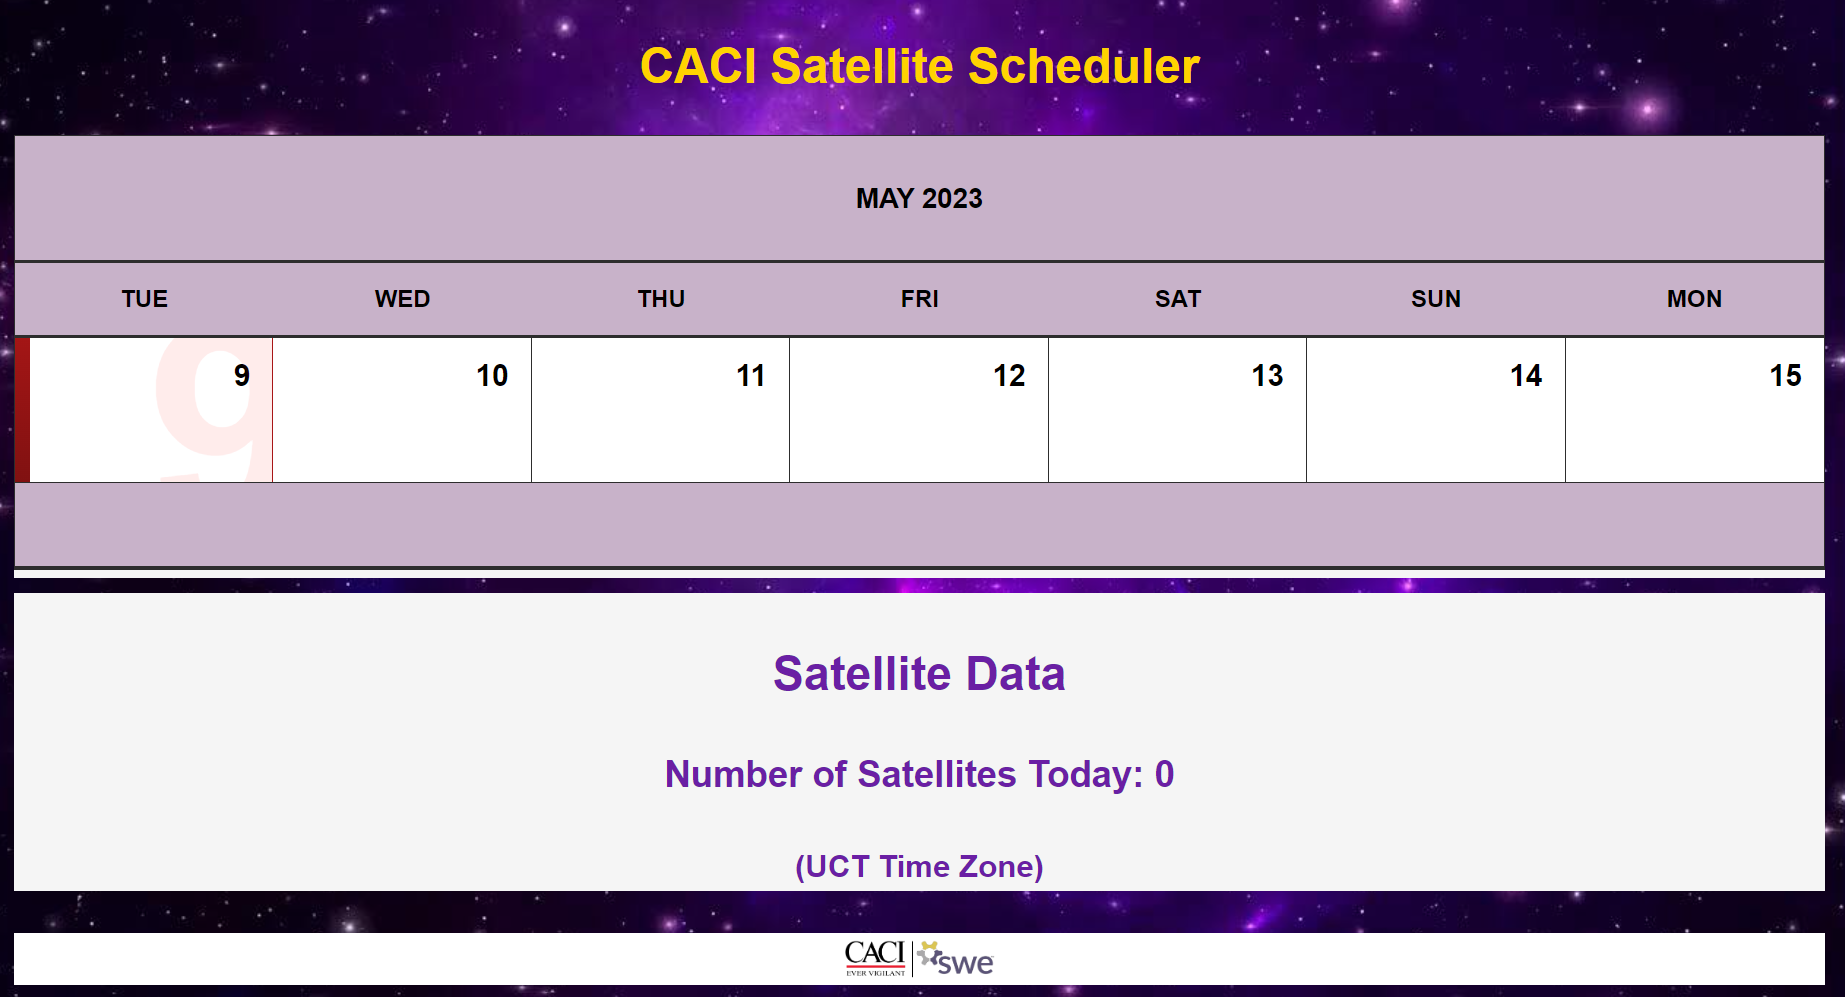 CACI Satellite Scheduler
MAY 2023
TUE WED THU FRI SAT SUN MON
9 9 10 11 12 13 14 15
Satellite Data
Number of Satellites Today: 0
(UCT Time Zone)
CACI swe
EVER VIGILANT